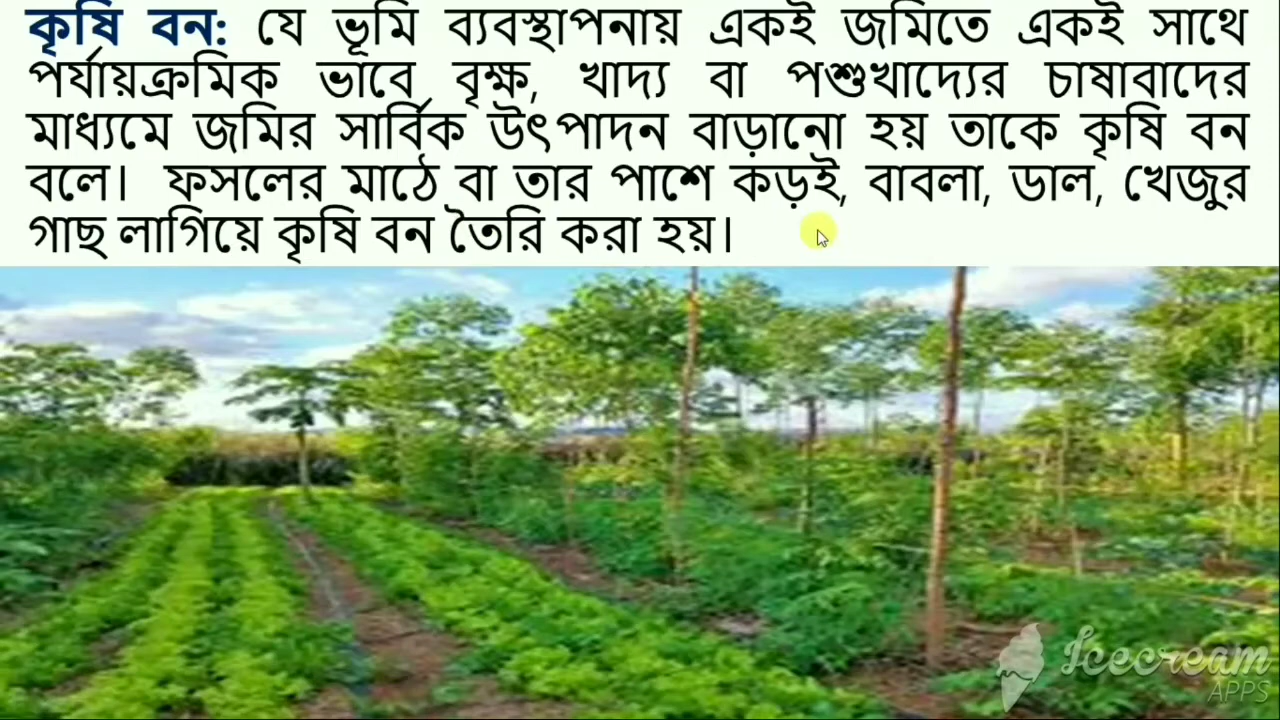 কৃষি বন: যে ভূমি ব্যবস্থাপনায় একই জমিতে একই সাথে
পর্যায়ক্রমিক ভাবে বৃক্ষ, খাদ্য বা পশুখাদ্যের চাষাবাদের
মাধ্যমে জমির সার্বিক উৎপাদন বাড়ানো হয় তাকে কৃষি বন
বলে। ফসলের মাঠে বা তার পাশে কড়ই, বাবলা, ডাল, খেজুর
গাছ লাগিয়ে কৃষি বন তৈরি করা হয়।
Icecream
APPS